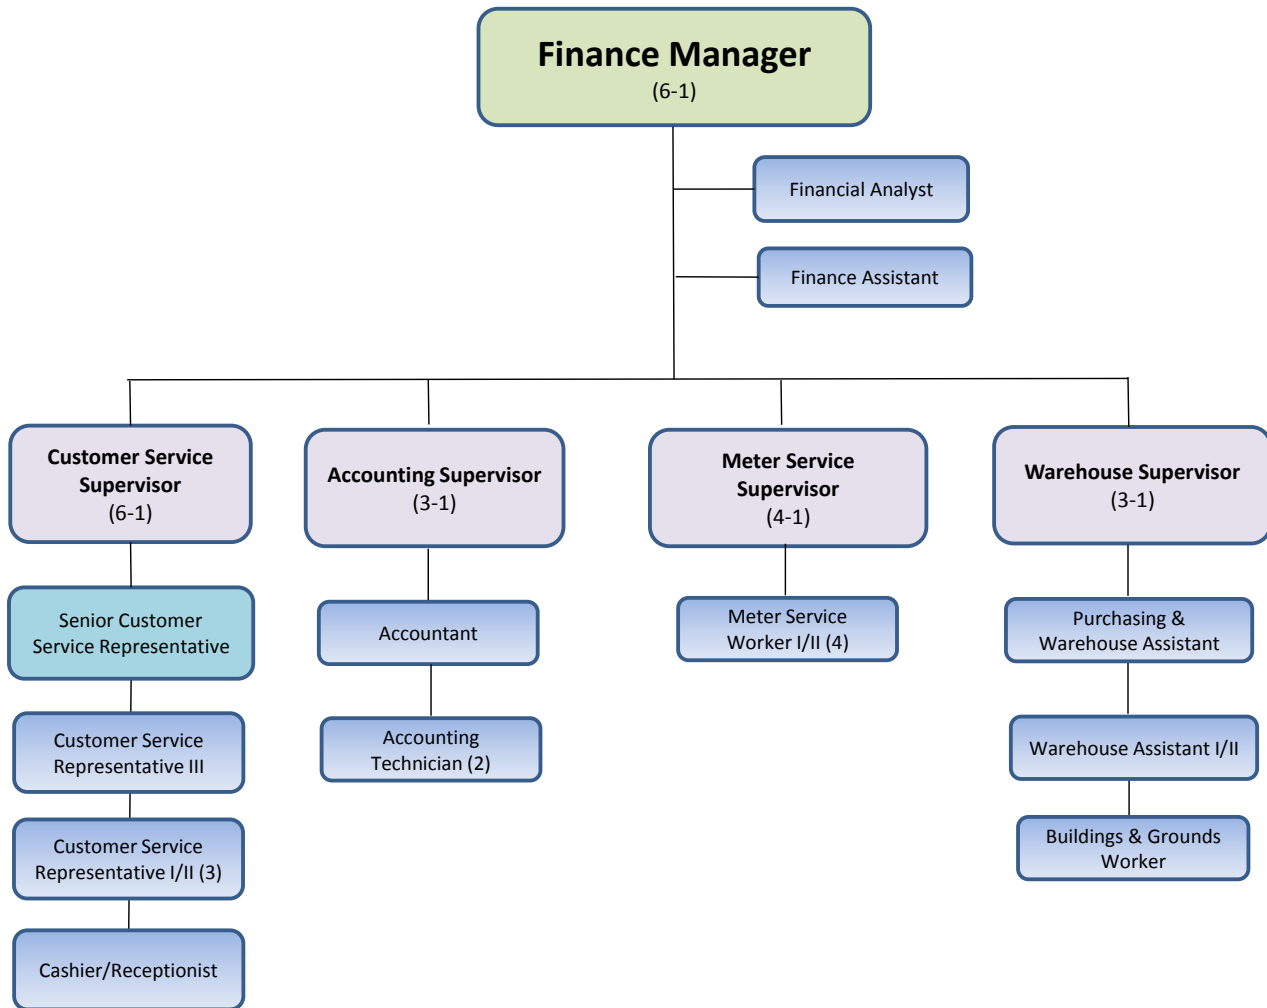 Finance Manager
(6-1)
Financial Analyst
Finance Assistant
Customer Service
Supervisor
(6-1)
Accounting Supervisor
(3-1)
Meter Service
Supervisor
(4-1)
Warehouse Supervisor
(3-1)
Senior Customer
Service Representative
Accountant
Meter Service
Worker I/II (4)
Purchasing &
Warehouse Assistant
Customer Service
Representative III
Accounting
Technician (2)
Warehouse Assistant I/II
Customer Service
Representative I/II (3)
Buildings & Grounds
Worker
Cashier/Receptionist